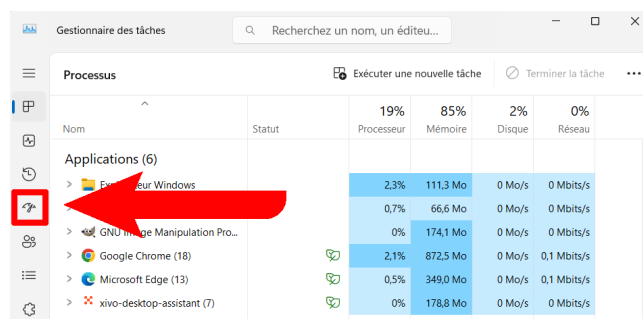 Gestionnaire des tâches
Recherchez un nom, un éditeu...
Processus
Exécuter une nouvelle tâche
Terminer la tâche
19% 85% 2% 0%
Nom Statut Processeur Mémoire Disque Réseau
Applications (6)
Windows 2,3% 111,3 Mo 0 Mo/s 0 Mbits/s
0,7% 66,6 Mo 0 Mo/s 0 Mbits/s
GNU Image Manipulation Pro... 0% 174,1 Mo 0 Mo/s 0 Mbits/s
Google Chrome (18) 2,1% 872,5 Mo 0 Mo/s 0,1 Mbits/s
Microsoft Edge (13) 0,5% 349,0 Mo 0 Mo/s 0,1 Mbits/s
xivo-desktop-assistant (7) 0% 178,8 Mo 0 Mo/s 0 Mbits/s